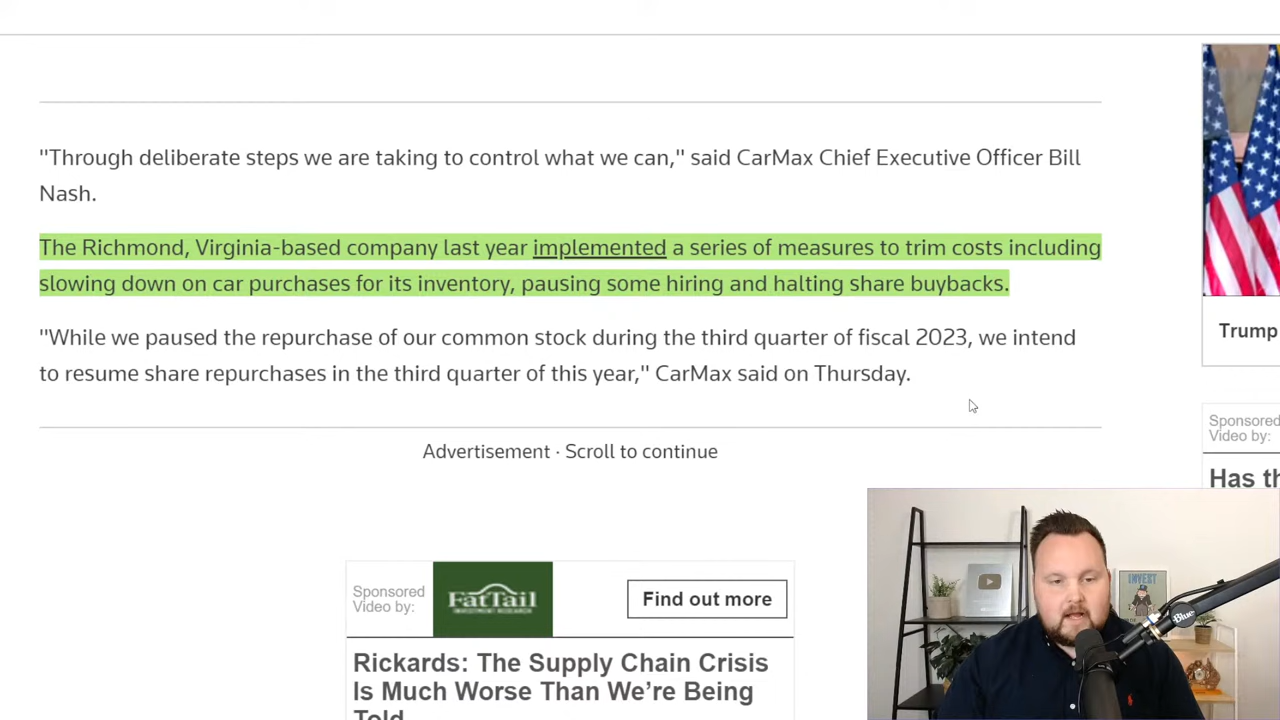 "Through deliberate steps we are taking to control what we can," said CarMax Chief Executive Officer Bill
Nash.
The Richmond, Virginia-based company last year implemented a series of measures to trim costs including
slowing down on car purchases for its inventory, pausing some hiring and halting share buybacks.
"While we paused the repurchase of our common stock during the third quarter of fiscal 2023, we intend
to resume share repurchases in the third quarter of this year," CarMax said on Thursday.
Advertisement · Scroll to continue
Sponsored
Video by:
FatTail
INVESTMENT RESEARCH
Find out more
Rickards: The Supply Chain Crisis
Is Much Worse Than We're Being
Told
Trump
Sponsored
Video by:
Has th
INVEST
Blue